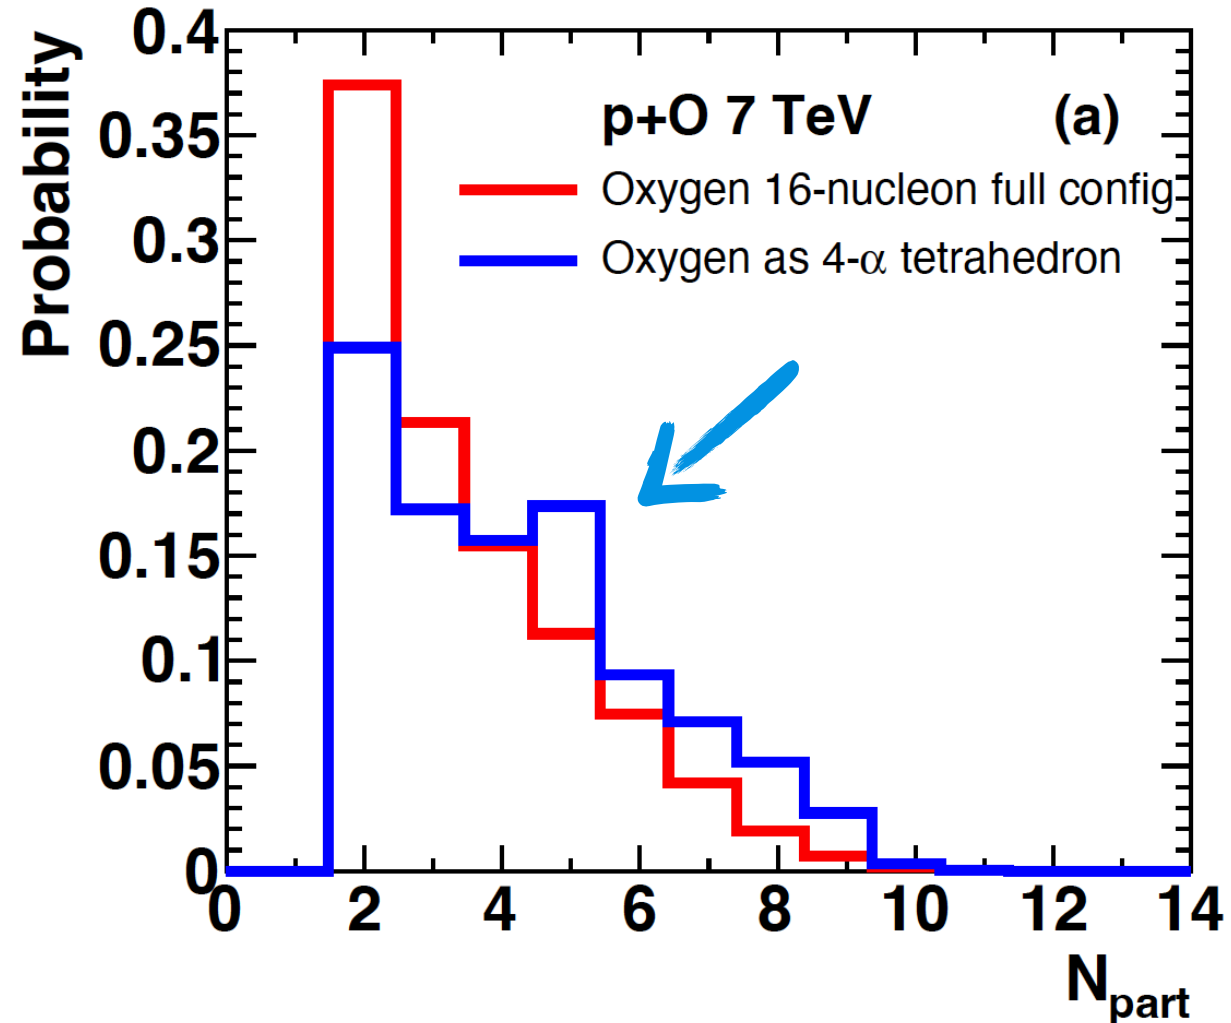 Probability
0.4
0.35
0.3
0.25
0.2
0.15
0.1
0.05
0
p+O 7 TeV (a)
Oxygen 16-nucleon full config
Oxygen as 4-α tetrahedron
0 2 4 6 8 10 12 14
Npart